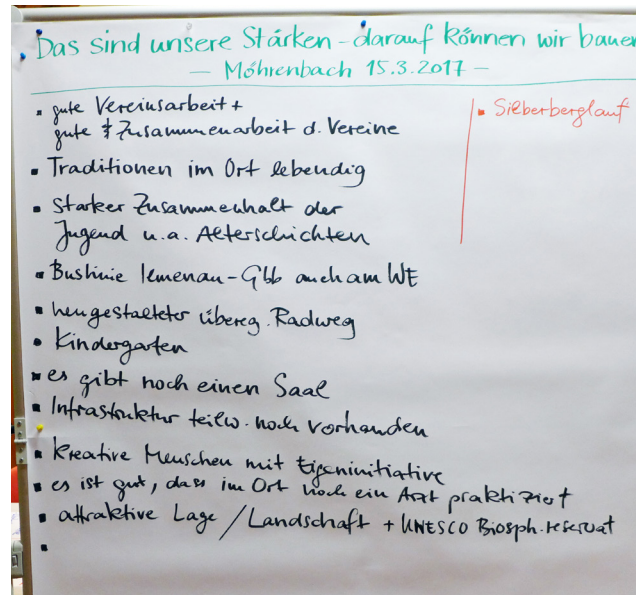 Das sind unsere Stärken - darauf können wir bauen
- Möhrenbach 15.3.2017 -
▪ gute Vereinsarbeit +
gute Zusammenarbeit d. Vereine
▪ Traditionen im Ort lebendig
▪ Starker Zusammenhalt der
Jugend u.a. Alterschichten
▪ Buslinie Ilmenau - Gbb auch am WE
▪ neugestalteter überreg. Radweg
▪ Kindergarten
▪ es gibt noch einen Saal
▪ Infrastruktur teilw. noch vorhanden
▪ kreative Menschen mit Eigeninitiative
▪ es ist gut, dass im Ort noch ein Arzt praktiziert
▪ attraktive Lage / Landschaft + UNESCO Biosph.reservat
▪
▪ Silberberglauf